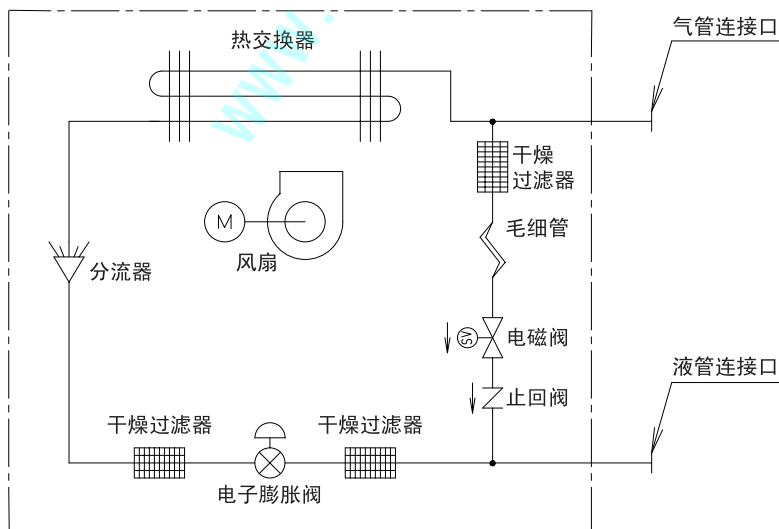 www.
热交换器
气管连接口
干燥
过滤器
毛细管
M
风扇
分流器
SV
电磁阀
液管连接口
止回阀
干燥过滤器
干燥过滤器
电子膨胀阀